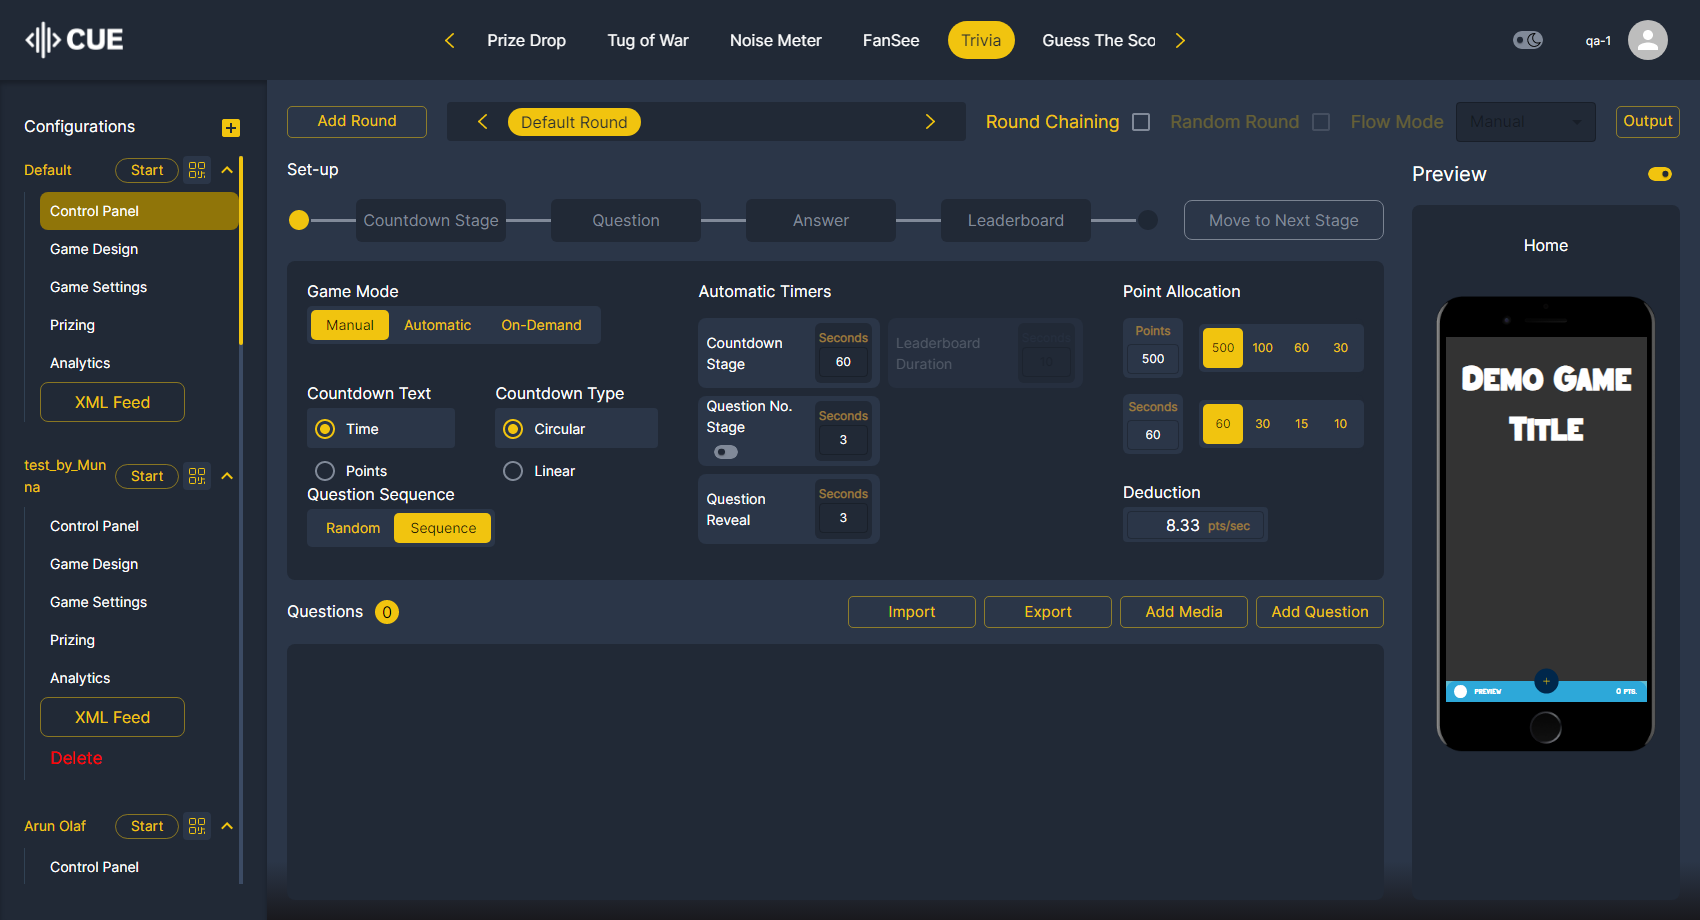 CUE
Prize Drop
Tug of War
Noise Meter
FanSee
Trivia
Guess The Sco
qa-1
Configurations
Default
Start
Control Panel
Game Design
Game Settings
Prizing
Analytics
XML Feed
test_by_Mun
na
Start
Control Panel
Game Design
Game Settings
Prizing
Analytics
XML Feed
Delete
Arun Olaf
Start
Control Panel
Add Round
Default Round
Round Chaining
Random Round
Flow Mode
Manual
Output
Set-up
Countdown Stage
Question
Answer
Leaderboard
Move to Next Stage
Game Mode
Manual
Automatic
On-Demand
Countdown Text
Time
Points
Countdown Type
Circular
Linear
Question Sequence
Random
Sequence
Automatic Timers
Countdown
Stage
Seconds
60
Leaderboard
Duration
Seconds
10
Question No.
Stage
Seconds
3
Question
Reveal
Seconds
3
Point Allocation
Points
500
500
100
60
30
Seconds
60
60
30
15
10
Deduction
8.33 pts/sec
Questions 0
Import
Export
Add Media
Add Question
Preview
Home
Demo Game
Title
PREVIEW
+
0 PTS.